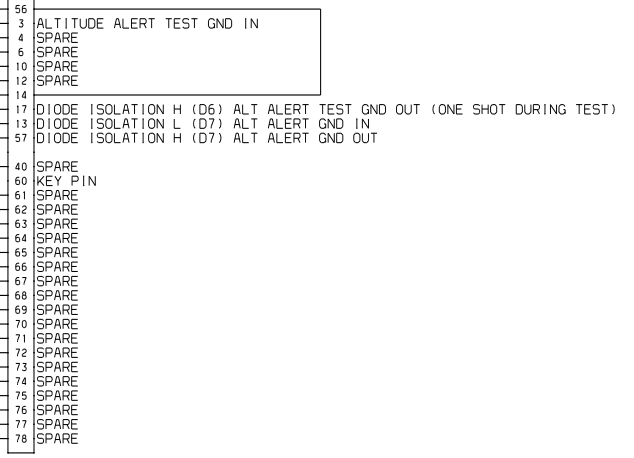 56
3 ALTITUDE ALERT TEST GND IN
4 SPARE
6 SPARE
10 SPARE
12 SPARE
14
17 DIODE ISOLATION H (D6) ALT ALERT TEST GND OUT (ONE SHOT DURING TEST)
13 DIODE ISOLATION L (D7) ALT ALERT GND IN
57 DIODE ISOLATION H (D7) ALT ALERT GND OUT
40 SPARE
60 KEY PIN
61 SPARE
62 SPARE
63 SPARE
64 SPARE
65 SPARE
66 SPARE
67 SPARE
68 SPARE
69 SPARE
70 SPARE
71 SPARE
72 SPARE
73 SPARE
74 SPARE
75 SPARE
76 SPARE
77 SPARE
78 SPARE